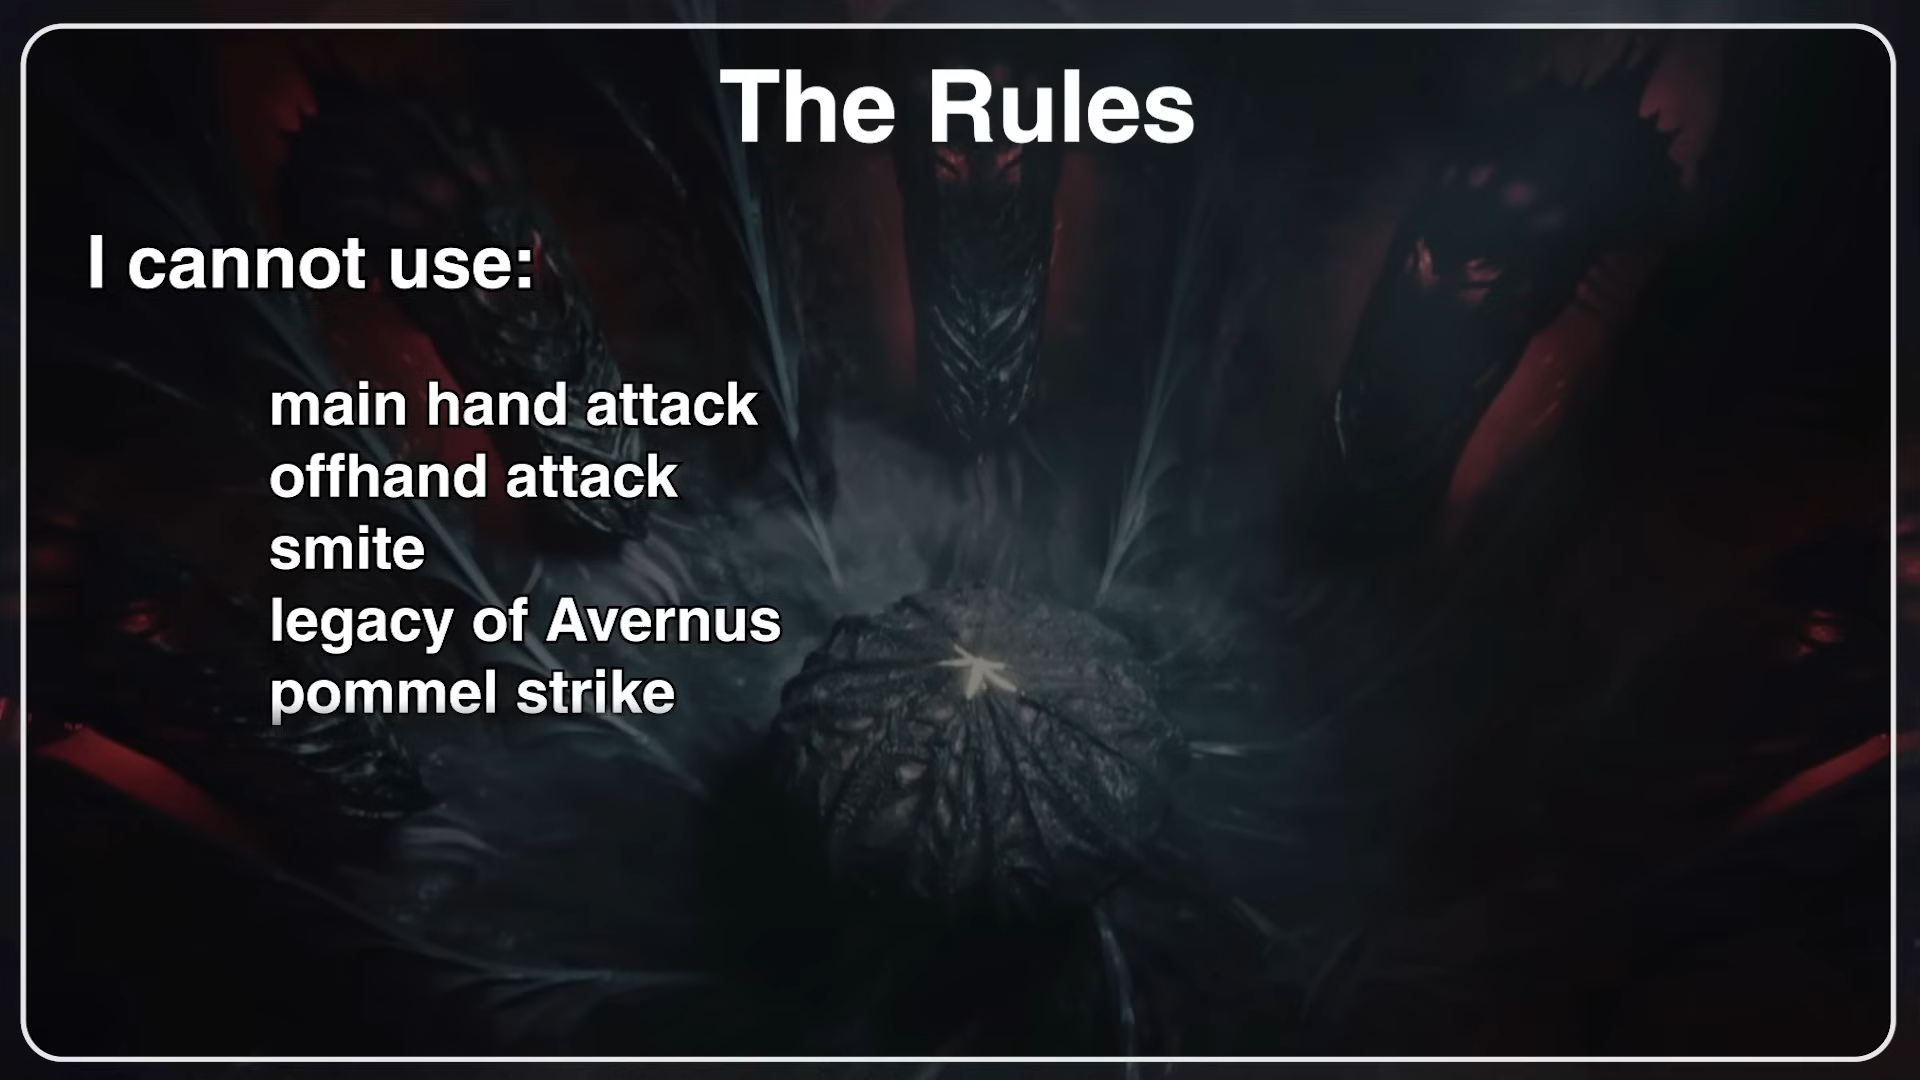 The Rules
I cannot use:
main hand attack
offhand attack
smite
legacy of Avernus
pommel strike